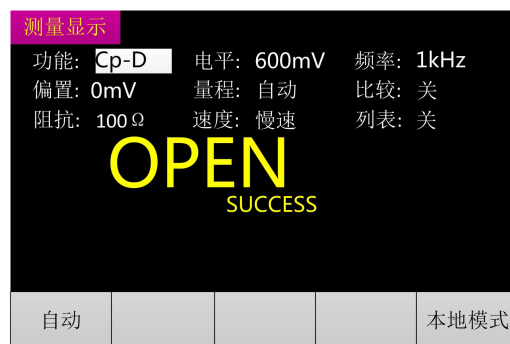 测量显示
功能: Cp-D 电平: 600mV 频率: 1kHz
偏置: 0mV 量程: 自动 比较: 关
阻抗: 100Ω 速度: 慢速 列表: 关
OPEN
SUCCESS
自动 本地模式